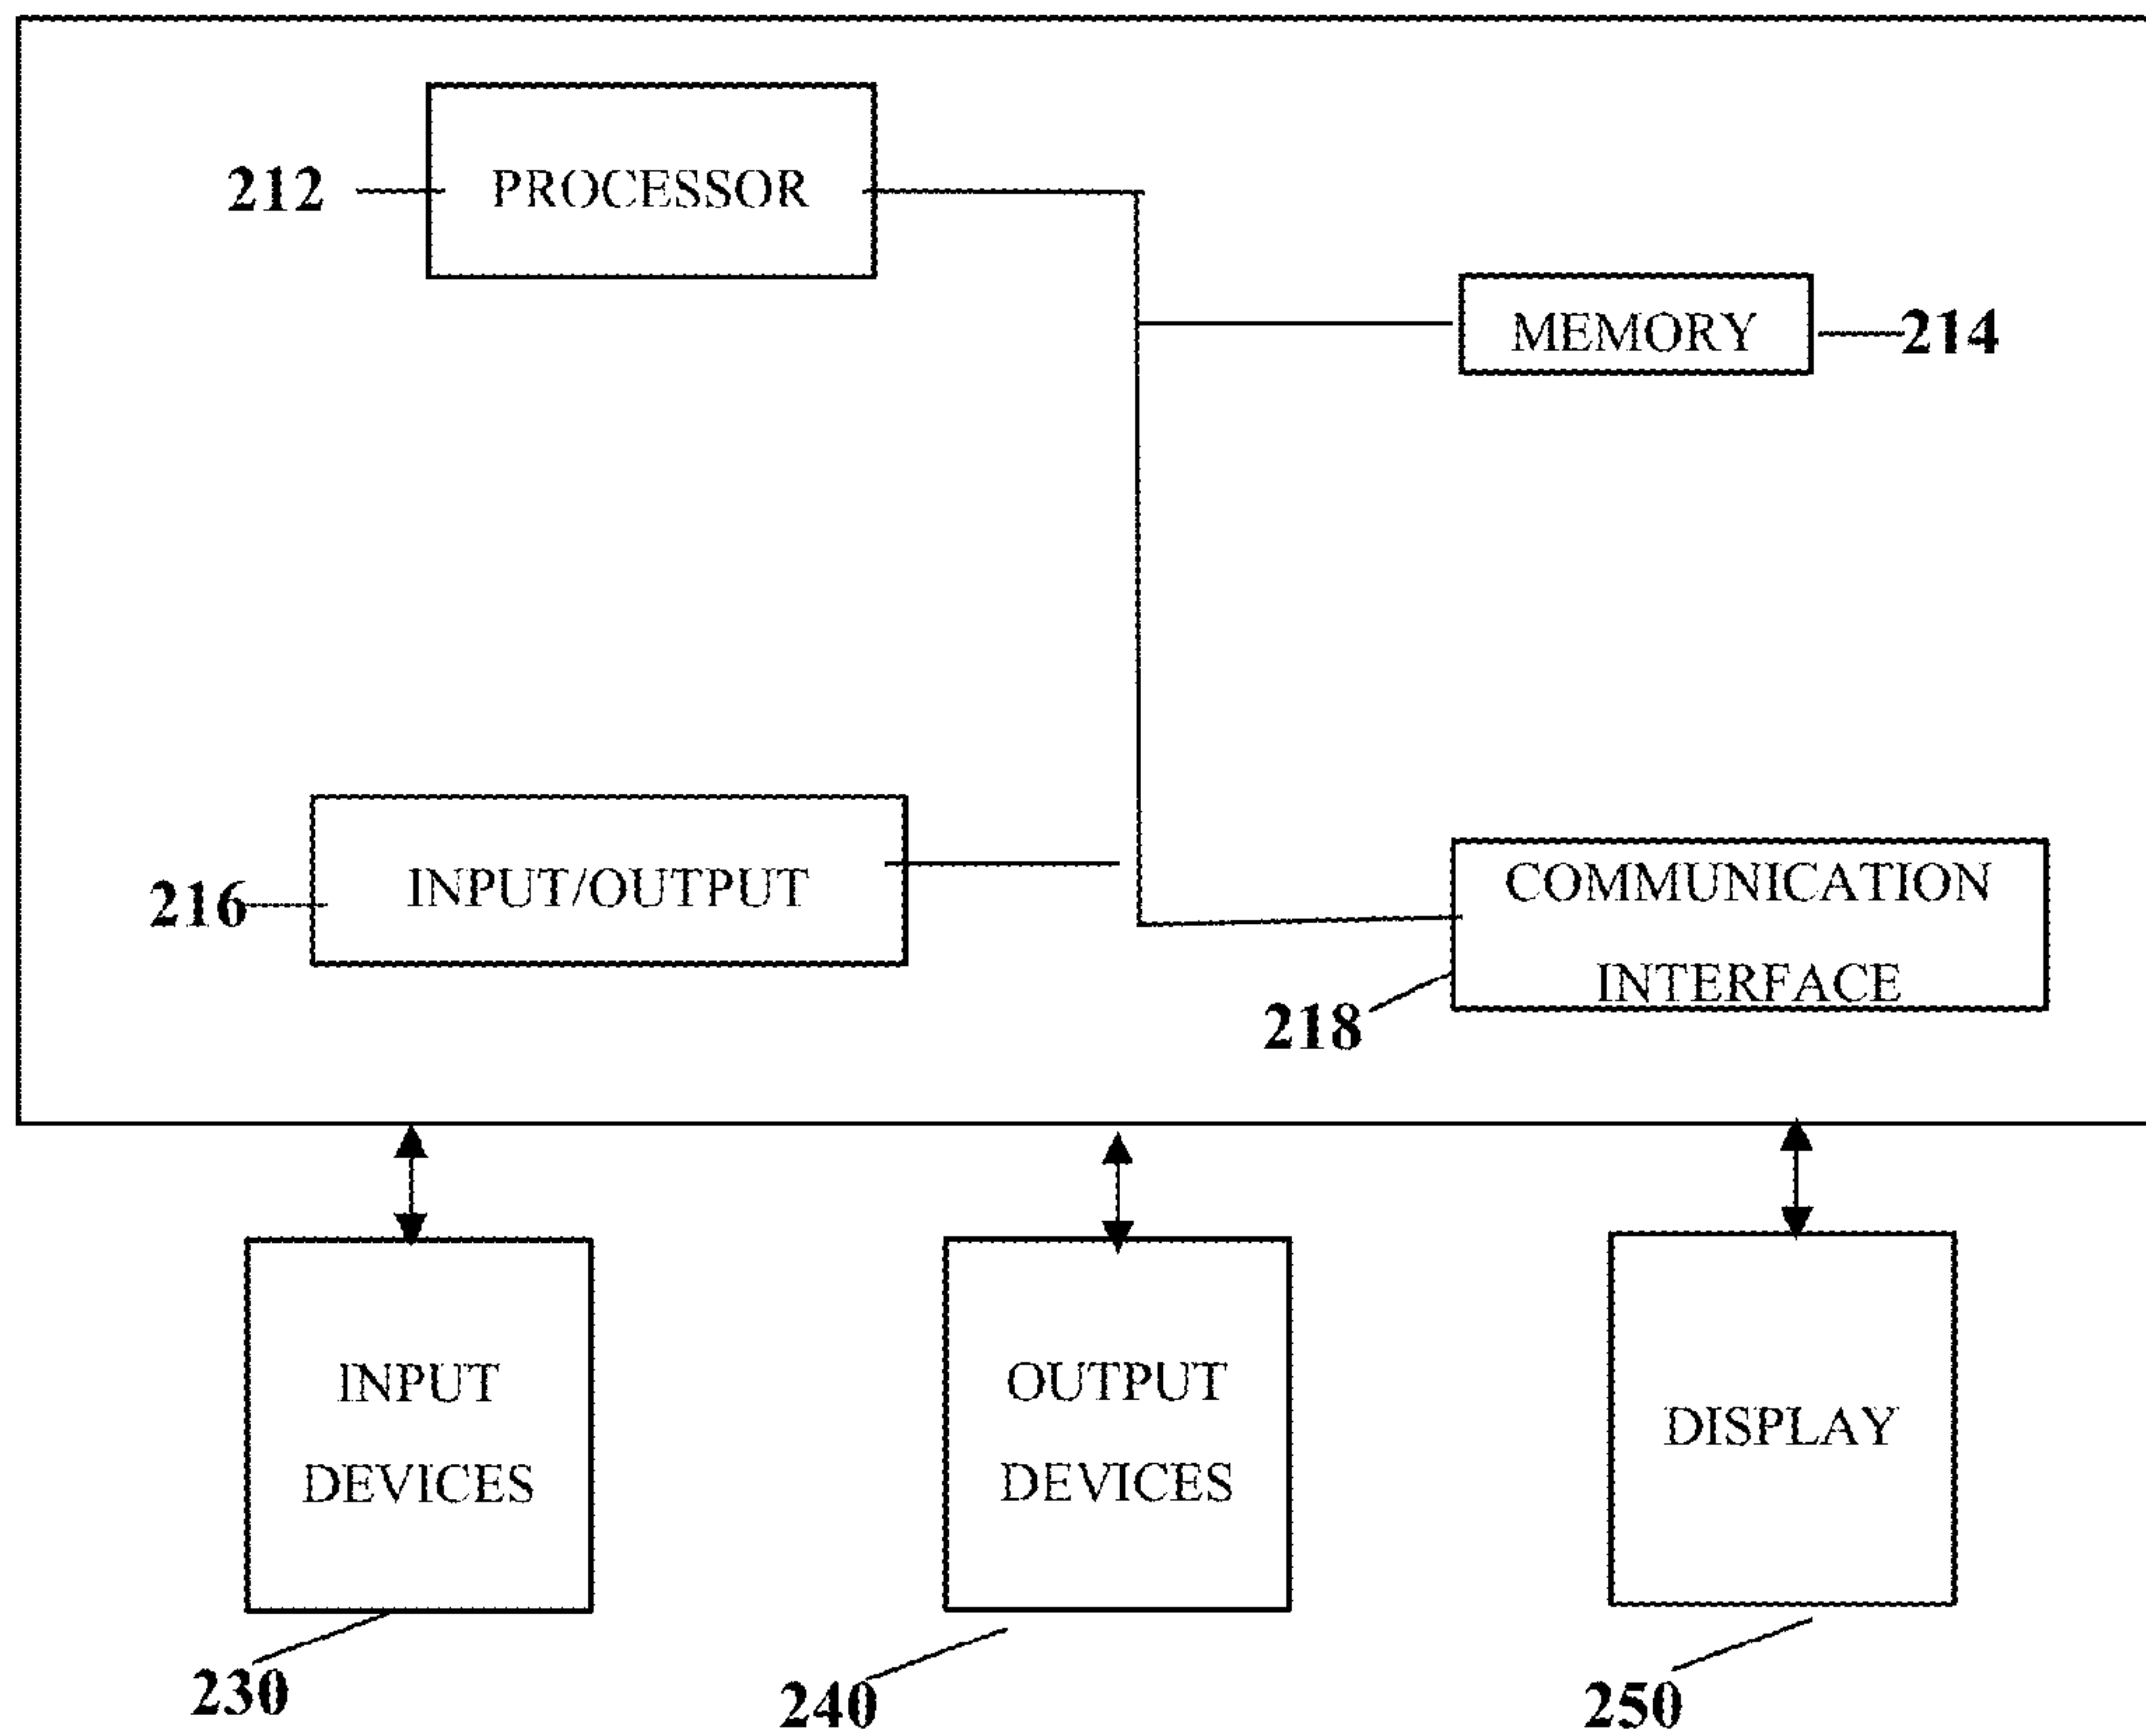 212
PROCESSOR
MEMORY
214
216
INPUT/OUTPUT
COMMUNICATION
INTERFACE
218
INPUT
DEVICES
OUTPUT
DEVICES
DISPLAY
230
240
250